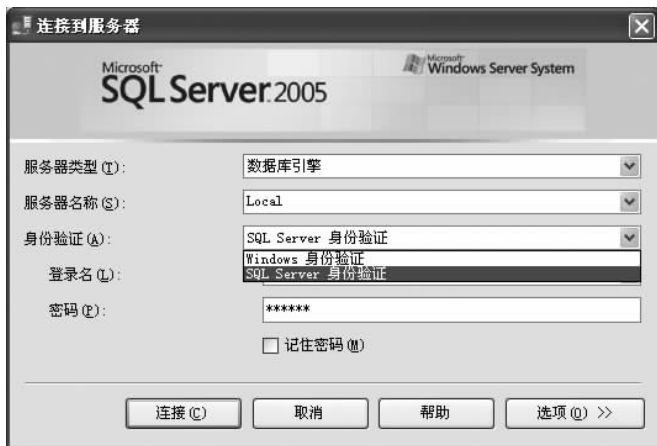 连接到服务器
Microsoft
SQL Server 2005
Microsoft
Windows Server System
服务器类型(T):
数据库引擎
服务器名称(S):
Local
身份验证(A):
SQL Server 身份验证
Windows 身份验证
SQL Server 身份验证
登录名(L):
密码(P):
******
记住密码(M)
连接(C)
取消
帮助
选项(O) >>